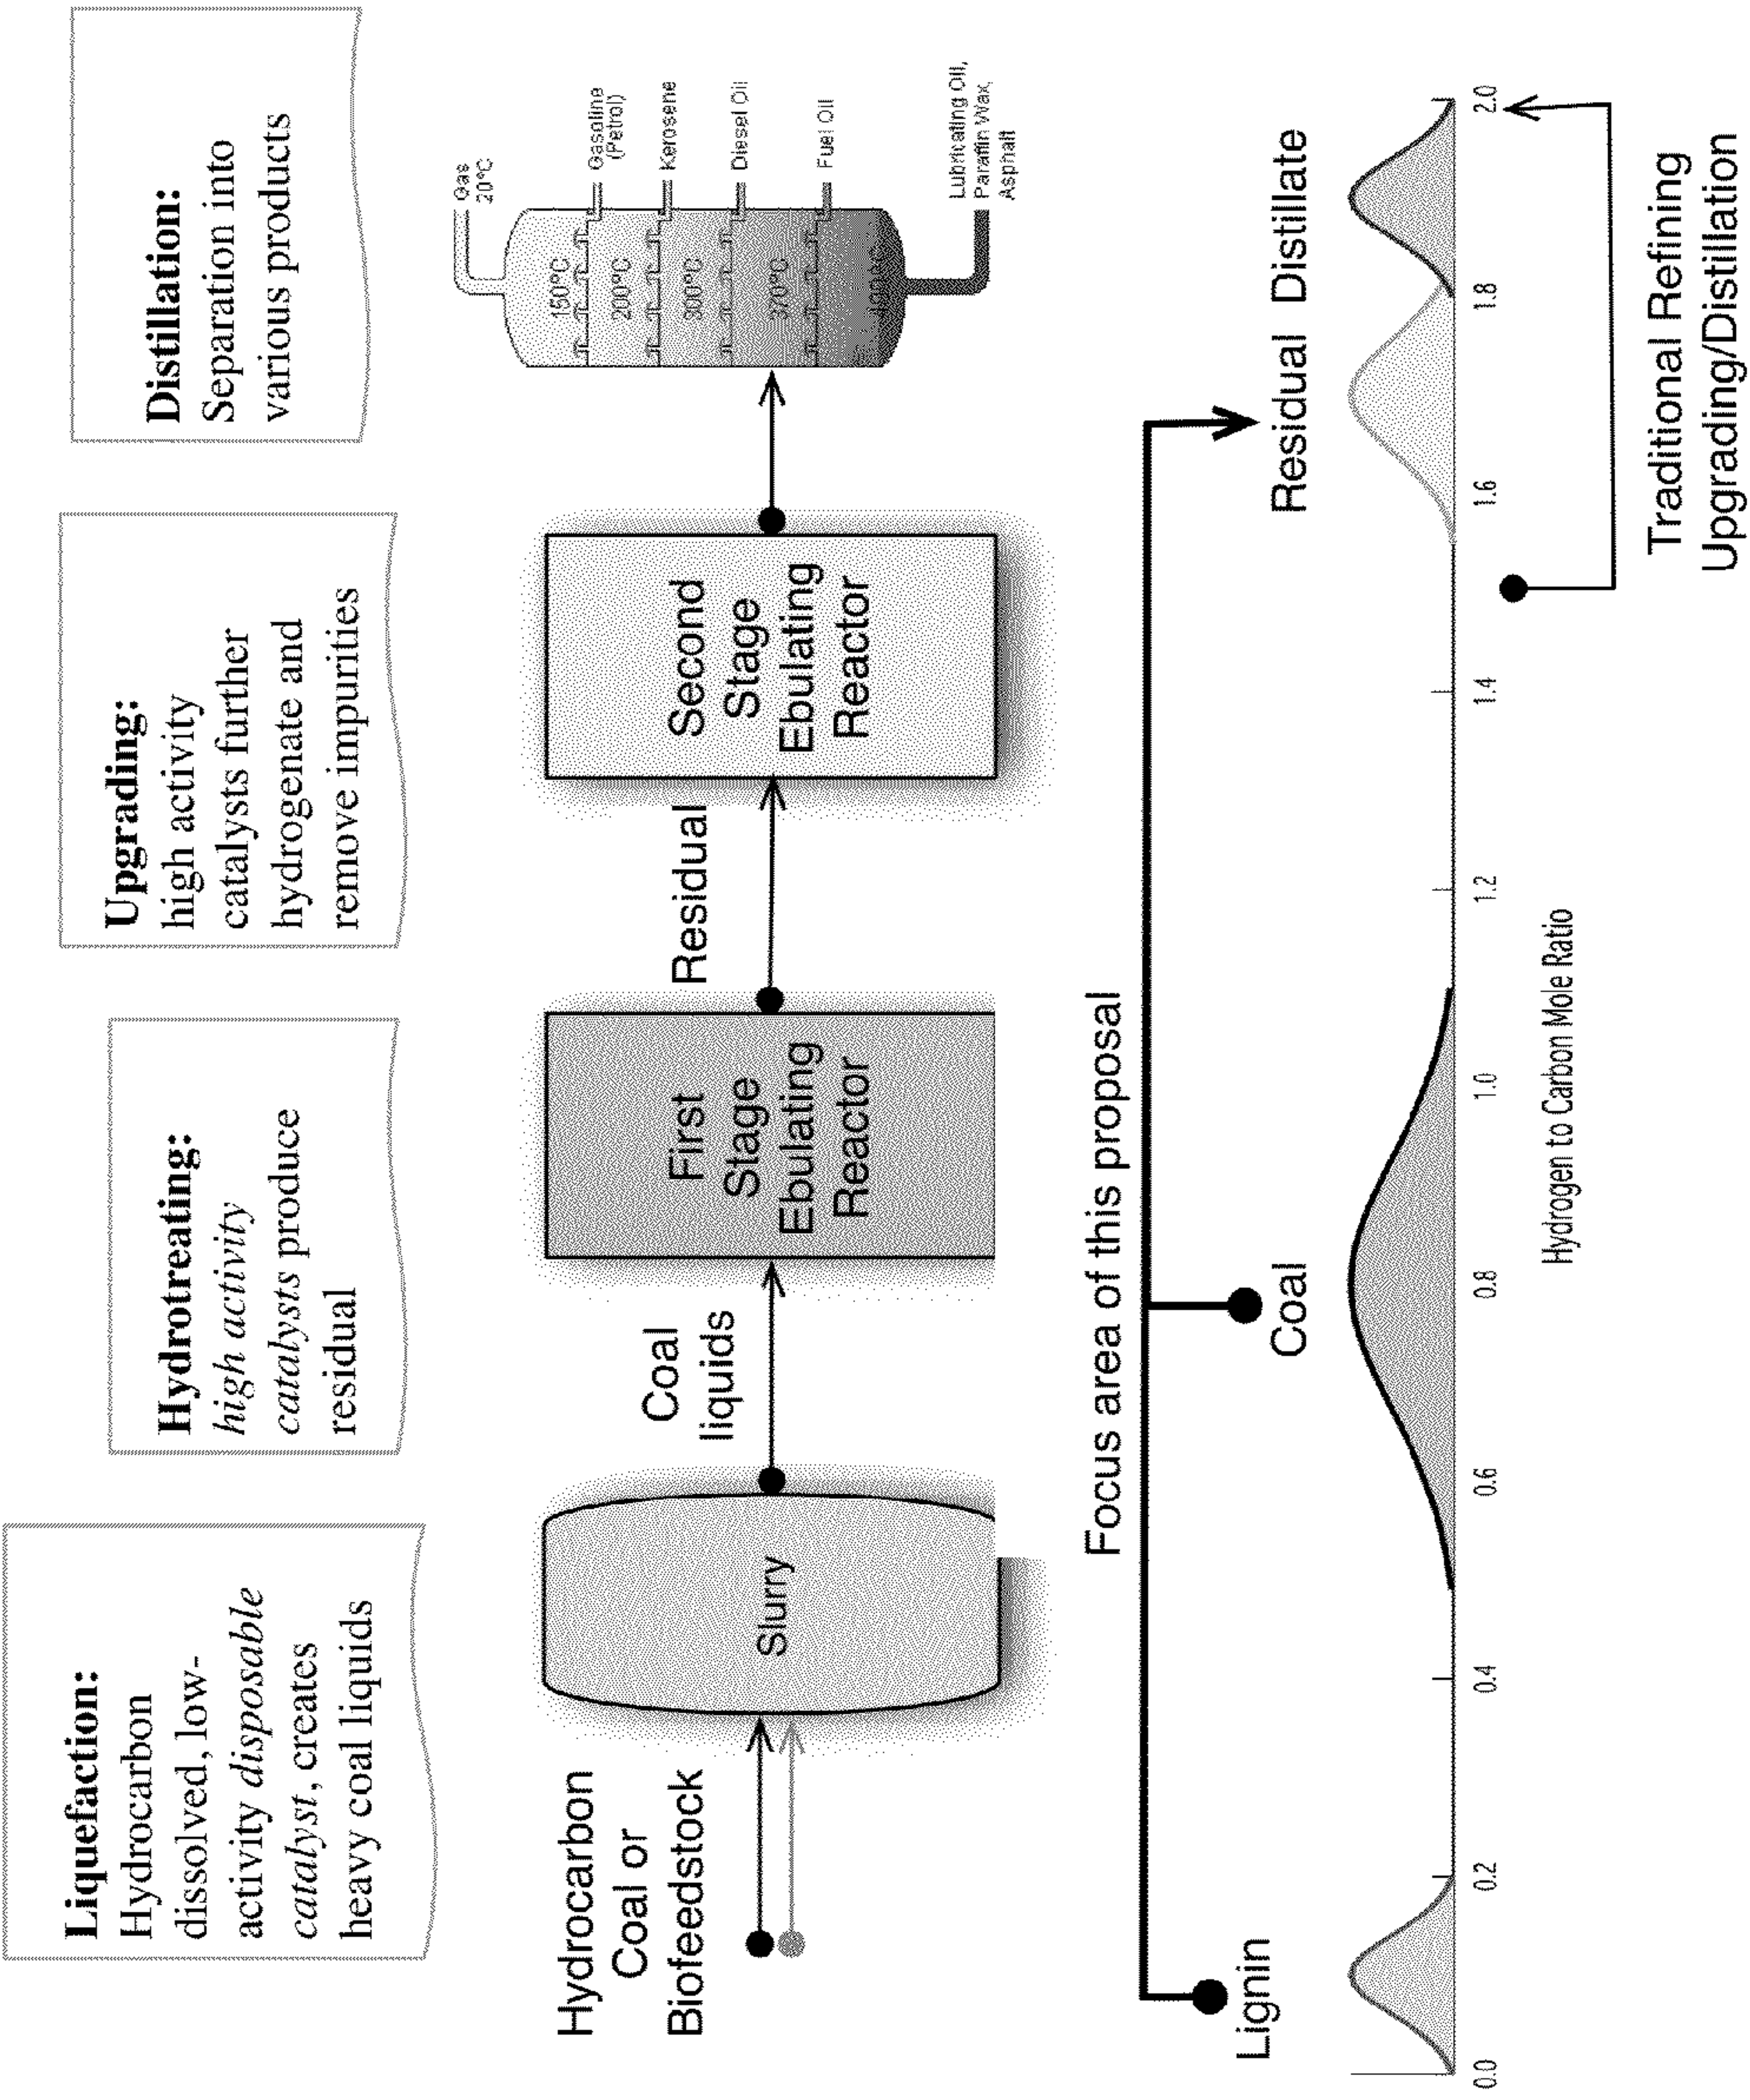 Liquefaction:
Hydrocarbon
dissolved, low-
activity disposable
catalyst, creates
heavy coal liquids
Hydrotreating:
high activity
catalysts produce
residual
Upgrading:
high activity
catalysts further
hydrogenate and
remove impurities
Distillation:
Separation into
various products
Hydrocarbon
Coal or
Biofeedstock
Slurry
Coal
liquids
First
Stage
Ebulating
Reactor
Residual
Second
Stage
Ebulating
Reactor
Gas
20°C
150°C
200°C
300°C
370°C
Gasoline
(Petrol)
Kerosene
Diesel Oil
Fuel Oil
Lubricating Oil,
Paraffin Wax,
Asphalt
Focus area of this proposal
Lignin
Coal
Residual Distillate
0.0 0.2 0.4 0.6 0.8 1.0 1.2 1.4 1.6 1.8 2.0
Hydrogen to Carbon Mole Ratio
Traditional Refining
Upgrading/Distillation